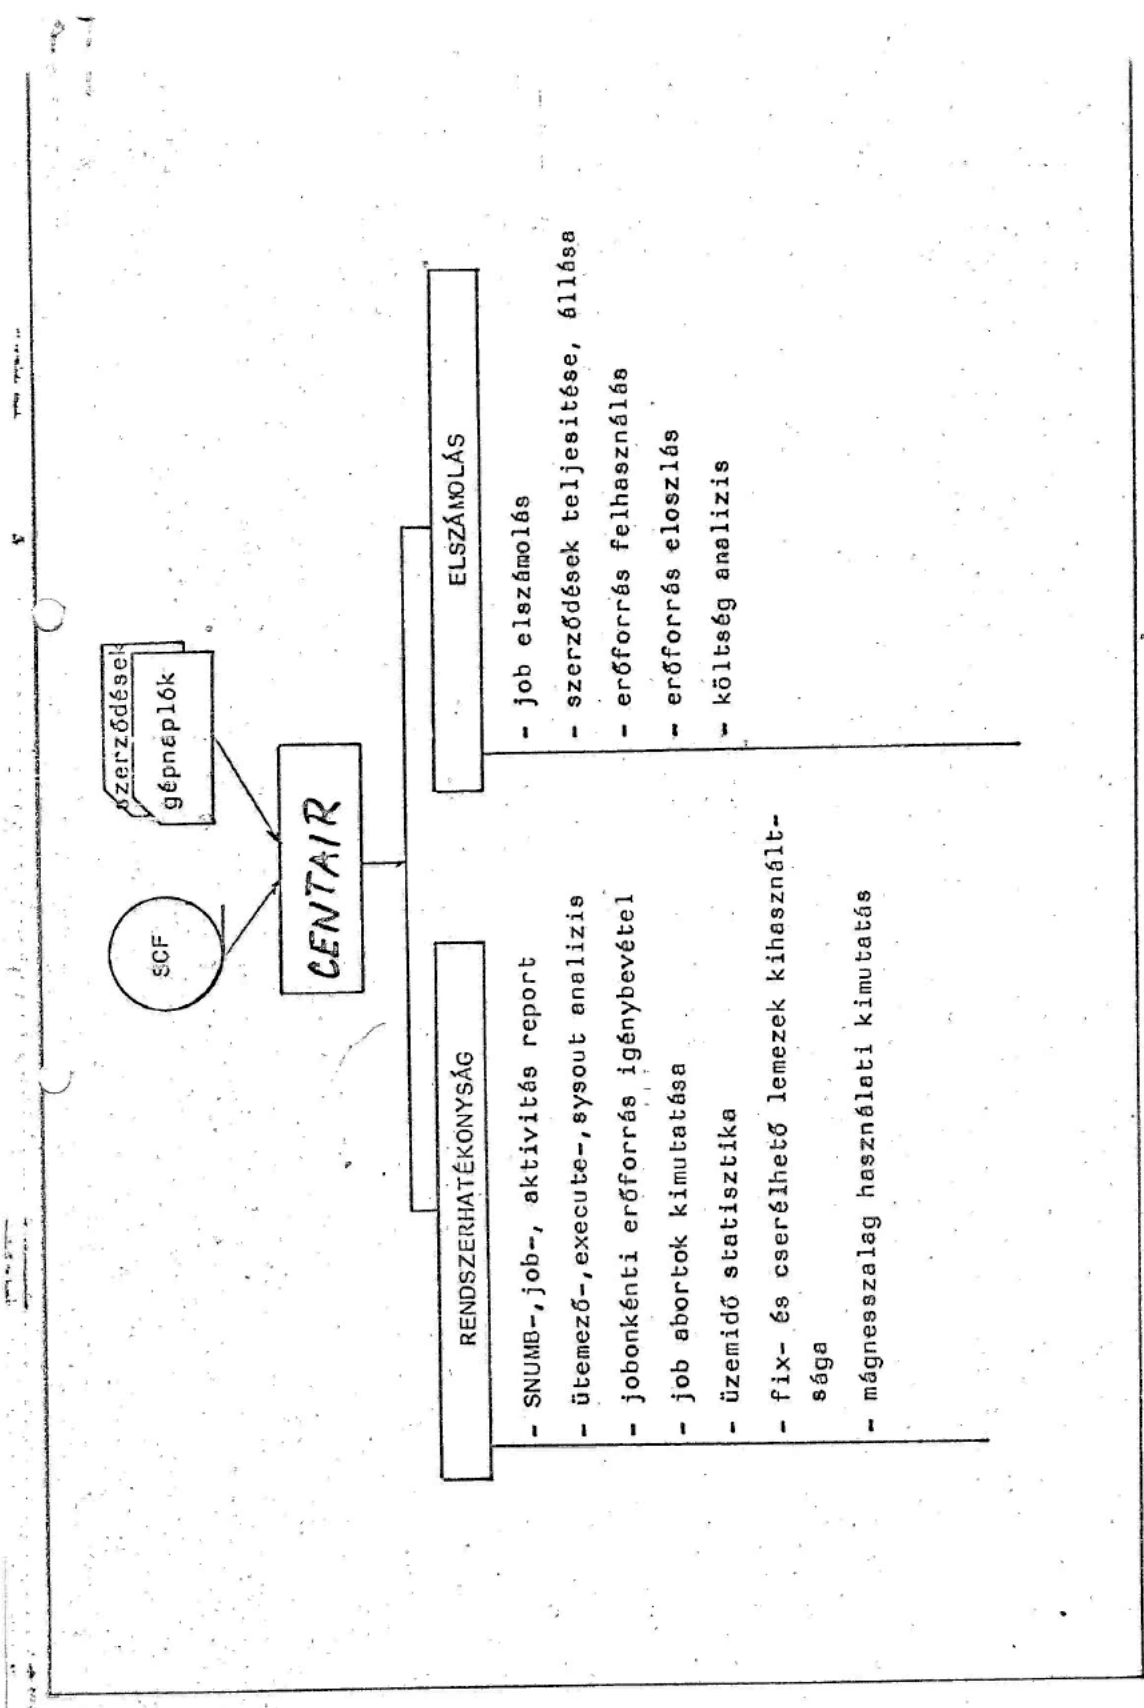 SCF
szerződések
gépnaplók
CENTAIR
RENDSZERHATÉKONYSÁG
- SNUMB-,job-, aktivitás report
- ütemező-,execute-,sysout analizis
- jobonkénti erőforrás igénybevétel
- job abortok kimutatása
- üzemidő statisztika
- fix- és cserélhető lemezek kihasznált-
sága
- mágnesszalag használati kimutatás
ELSZÁMOLÁS
- job elszámolás
- szerződések teljesitése, állása
- erőforrás felhasználás
- erőforrás eloszlás
- költség analizis